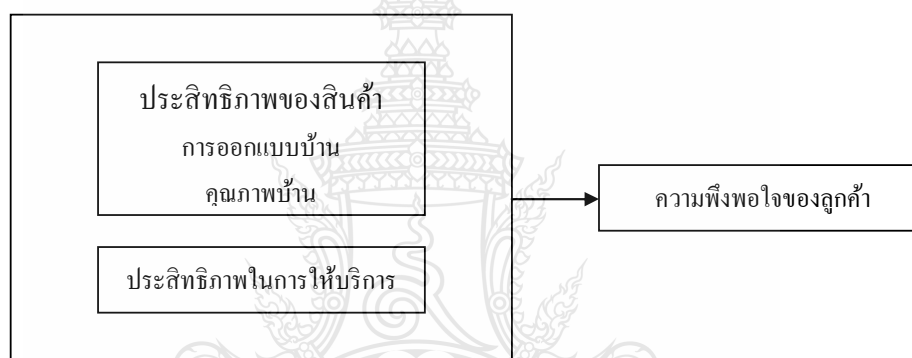 ประสิทธิภาพของสินค้า
การออกแบบบ้าน
คุณภาพบ้าน
ความพึงพอใจของลูกค้า
ประสิทธิภาพในการให้บริการ